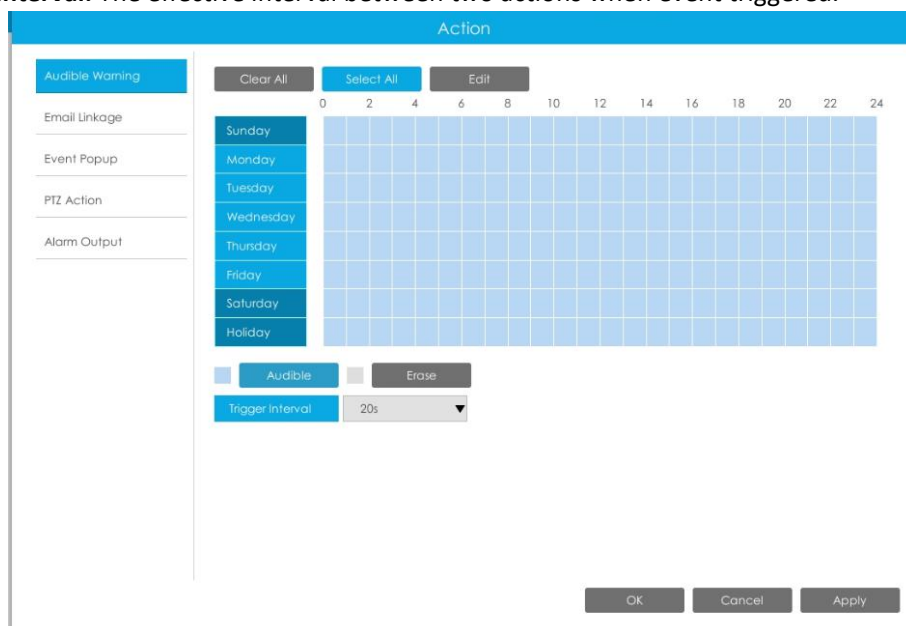 Interval: The effective interval between two actions when event triggered.
Action
Audible Warning
Email Linkage
Event Popup
PTZ Action
Alarm Output
Clear All Select All Edit
0 2 4 6 8 10 12 14 16 18 20 22 24
Sunday
Monday
Tuesday
Wednesday
Thursday
Friday
Saturday
Holiday
Audible Erase
Trigger Interval 20s
OK Cancel Apply